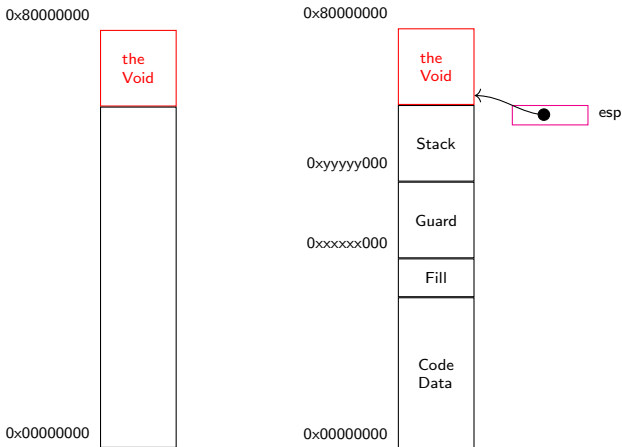 0x80000000
the
Void
0x00000000
0x80000000
the
Void
esp
Stack
0xyyyyy000
Guard
0xxxxxx000
Fill
Code
Data
0x00000000